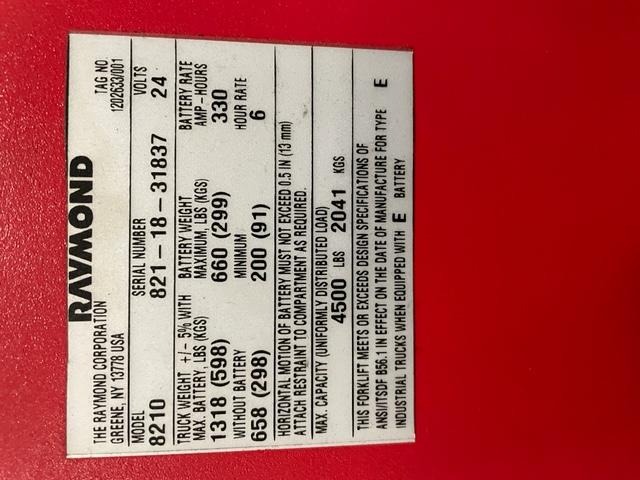 RAYMOND
THE RAYMOND CORPORATION
GREENE, NY 13778 USA
TAG NO.
1202633/001
MODEL
8210
SERIAL NUMBER
821-18-31837
VOLTS
24
TRUCK WEIGHT +/- 5% WITH
MAX. BATTERY, LBS (KGS)
1318 (598)
WITHOUT BATTERY
658 (298)
BATTERY WEIGHT
MAXIMUM, LBS (KGS)
660 (299)
MINIMUM
200 (91)
BATTERY RATE
AMP-HOURS
330
HOUR RATE
6
HORIZONTAL MOTION OF BATTERY MUST NOT EXCEED 0.5 IN (13 mm)
ATTACH RESTRAINT TO COMPARTMENT AS REQUIRED.
MAX. CAPACITY (UNIFORMLY DISTRIBUTED LOAD)
4500 LBS 2041 KGS
THIS FORKLIFT MEETS OR EXCEEDS DESIGN SPECIFICATIONS OF
ANSI/ITSDF B56.1 IN EFFECT ON THE DATE OF MANUFACTURE FOR TYPE E
INDUSTRIAL TRUCKS WHEN EQUIPPED WITH E BATTERY